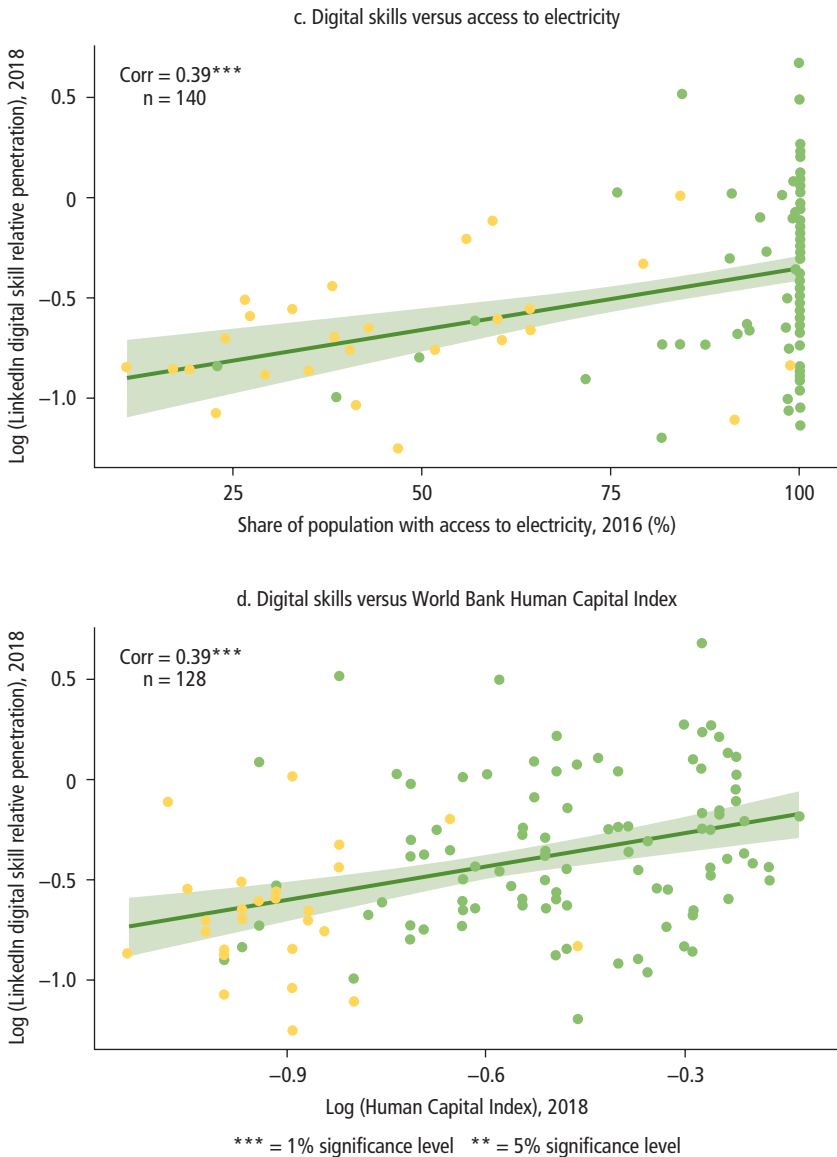 c. Digital skills versus access to electricity
Corr = 0.39***
n = 140
Log (LinkedIn digital skill relative penetration), 2018
0.5
0
−0.5
−1.0
25
50
75
100
Share of population with access to electricity, 2016 (%)
d. Digital skills versus World Bank Human Capital Index
Corr = 0.39***
n = 128
Log (LinkedIn digital skill relative penetration), 2018
0.5
0
−0.5
−1.0
−0.9
−0.6
−0.3
Log (Human Capital Index), 2018
*** = 1% significance level ** = 5% significance level